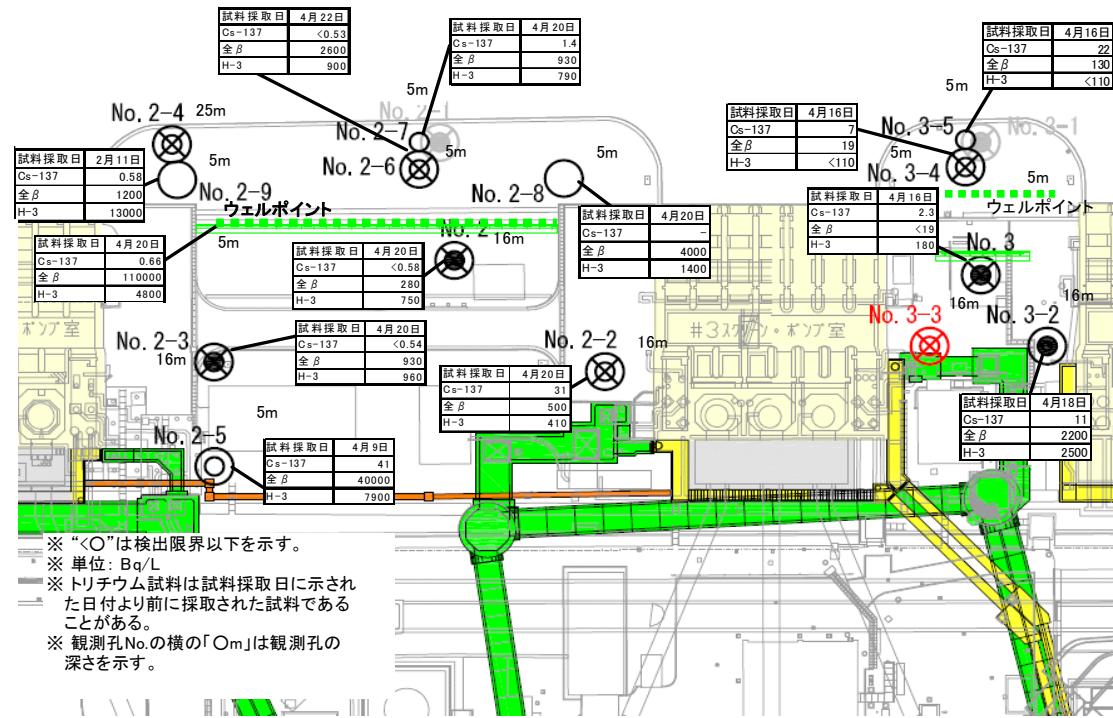 試料採取日 4月22日
Cs-137 <0.53
全β 2600
H-3 900
試料採取日 4月20日
Cs-137 1.4
全β 930
H-3 790
試料採取日 4月16日
Cs-137 22
全β 130
H-3 <110
5m
5m
No. 2-4 25m
No. 2-1
No. 2-7
5m
No. 2-6
試料採取日 4月16日
Cs-137 7
全β 19
H-3 <110
No. 3-5
No. 3-1
5m
No. 3-4
試料採取日 2月11日
Cs-137 0.58
全β 1200
H-3 13000
5m
No. 2-9
5m
No. 2-8
5m
ウェルポイント
ウェルポイント
試料採取日 4月16日
Cs-137 2.3
全β <19
H-3 180
試料採取日 4月20日
Cs-137 -
全β 4000
H-3 1400
試料採取日 4月20日
Cs-137 0.66
全β 110000
H-3 4800
5m
No. 2 16m
試料採取日 4月20日
Cs-137 <0.58
全β 280
H-3 750
No. 3
16m
16m
ポンプ室
No. 2-3
16m
試料採取日 4月20日
Cs-137 <0.54
全β 930
H-3 960
No. 2-2 16m
#3スクリーン・ポンプ室
No. 3-3
No. 3-2
試料採取日 4月20日
Cs-137 31
全β 500
H-3 410
試料採取日 4月18日
Cs-137 11
全β 2200
H-3 2500
5m
No. 2-5
試料採取日 4月9日
Cs-137 41
全β 40000
H-3 7900
※ “<○”は検出限界以下を示す。
※ 単位: Bq/L
※ トリチウム試料は試料採取日に示され
た日付より前に採取された試料である
ことがある。
※ 観測孔No.の横の「○m」は観測孔の
深さを示す。